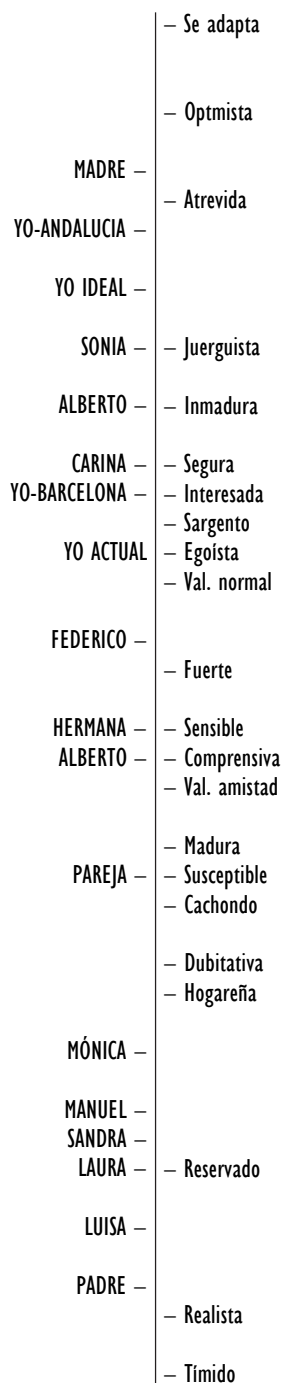 – Se adapta
– Optmista
MADRE –
– Atrevida
YO-ANDALUCIA –
YO IDEAL –
SONIA – – Juerguista
ALBERTO – – Inmadura
CARINA – – Segura
YO-BARCELONA – – Interesada
– Sargento
YO ACTUAL – Egoísta
– Val. normal
FEDERICO –
– Fuerte
HERMANA – – Sensible
ALBERTO – – Comprensiva
– Val. amistad
– Madura
PAREJA – – Susceptible
– Cachondo
– Dubitativa
– Hogareña
MÓNICA –
MANUEL –
SANDRA –
LAURA – – Reservado
LUISA –
PADRE –
– Realista
– Tímido